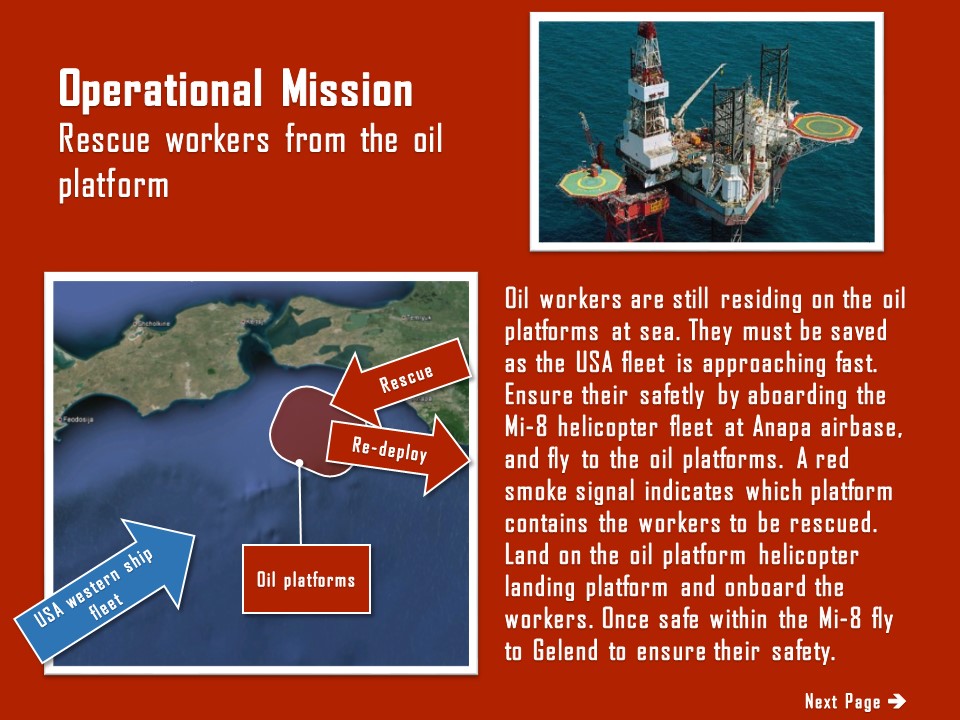 Operational Mission
Rescue workers from the oil
platform
Oil workers are still residing on the oil
platforms at sea. They must be saved
as the USA fleet is approaching fast.
Ensure their safetly by aboarding the
Mi-8 helicopter fleet at Anapa airbase,
and fly to the oil platforms. A red
smoke signal indicates which platform
contains the workers to be rescued.
Land on the oil platform helicopter
landing platform and onboard the
workers. Once safe within the Mi-8 fly
to Gelend to ensure their safety.
Rescue
Re-deploy
Oil platforms
USA western ship
fleet
Feodosija
Next Page